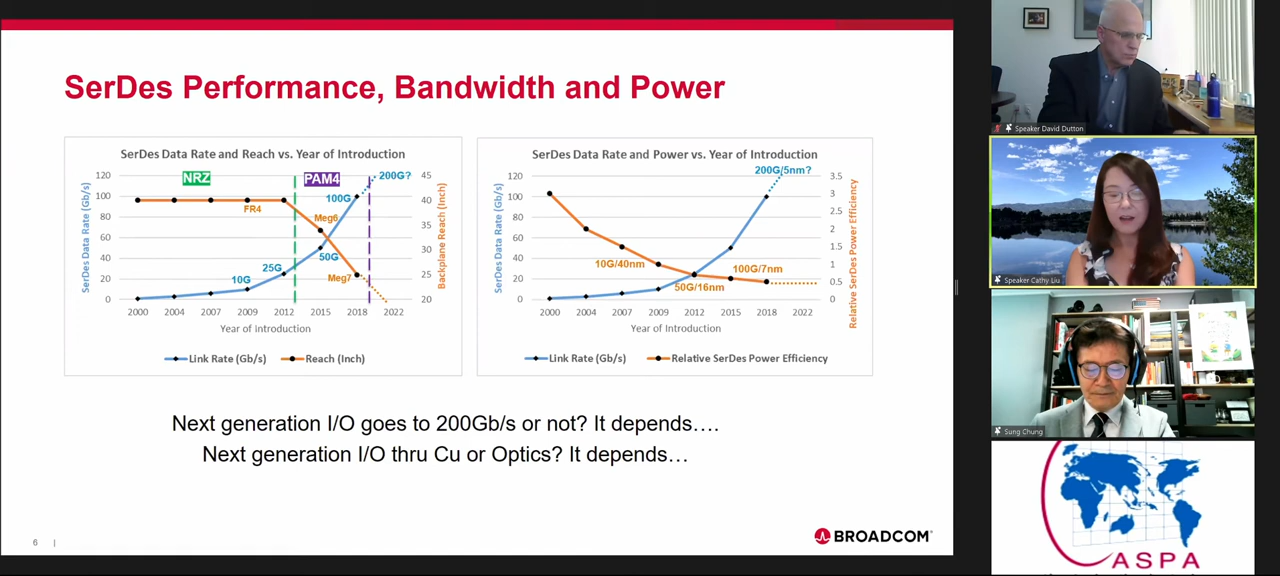 SerDes Performance, Bandwidth and Power
SerDes Data Rate and Reach vs. Year of Introduction
120
100
80
60
40
20
0
SerDes Data Rate (Gb/s)
NRZ
PAM4
200G?
100G
FR4
Meg6
50G
25G
10G
Meg7
45
40
35
30
25
20
Backplane Reach (Inch)
2000 2004 2007 2009 2012 2015 2018 2022
Year of Introduction
Link Rate (Gb/s) Reach (Inch)
SerDes Data Rate and Power vs. Year of Introduction
120
100
80
60
40
20
0
SerDes Data Rate (Gb/s)
200G/5nm?
10G/40nm
100G/7nm
50G/16nm
3.5
3
2.5
2
1.5
1
0.5
0
Relative SerDes Power Efficiency
2000 2004 2007 2009 2012 2015 2018 2022
Year of Introduction
Link Rate (Gb/s) Relative SerDes Power Efficiency
Next generation I/O goes to 200Gb/s or not? It depends….
Next generation I/O thru Cu or Optics? It depends…
6 |
BROADCOM
Speaker David Dutton
Speaker Cathy Liu
Sung Chung
ASPA